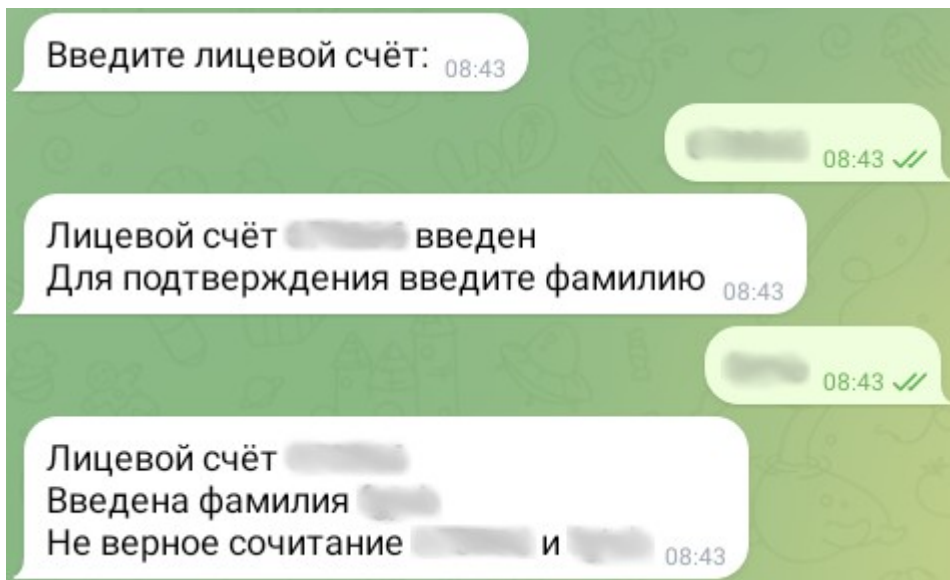 Введите лицевой счёт: 08:43
08:43
Лицевой счёт введен
Для подтверждения введите фамилию 08:43
08:43
Лицевой счёт
Введена фамилия
Не верное сочитание и 08:43